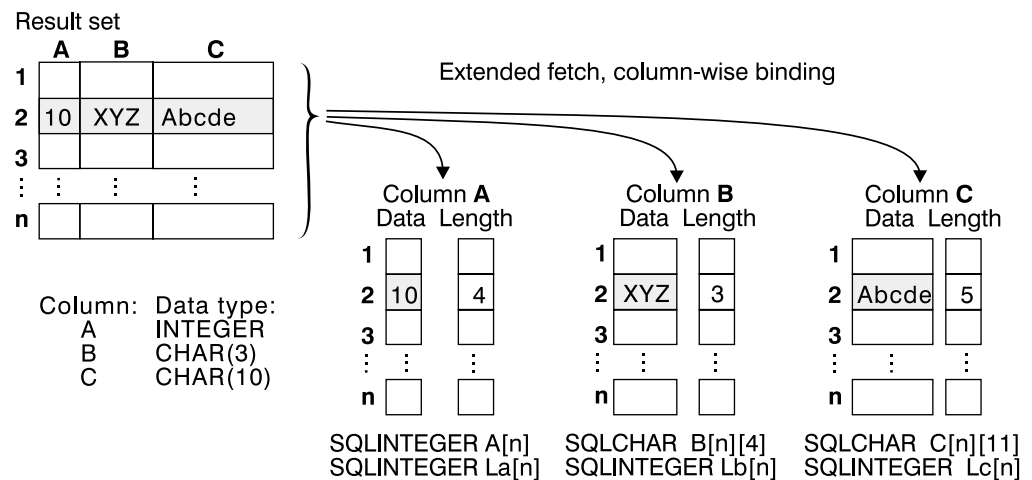 Result set
A B C
1
2 10 XYZ Abcde
3
⋮ ⋮ ⋮ ⋮
n
Extended fetch, column-wise binding
Column: Data type:
A INTEGER
B CHAR(3)
C CHAR(10)
Column A
Data Length
1
2 10 4
3
⋮ ⋮ ⋮
n
SQLINTEGER A[n]
SQLINTEGER La[n]
Column B
Data Length
1
2 XYZ 3
3
⋮ ⋮ ⋮
n
SQLCHAR B[n][4]
SQLINTEGER Lb[n]
Column C
Data Length
1
2 Abcde 5
3
⋮ ⋮ ⋮
n
SQLCHAR C[n][11]
SQLINTEGER Lc[n]